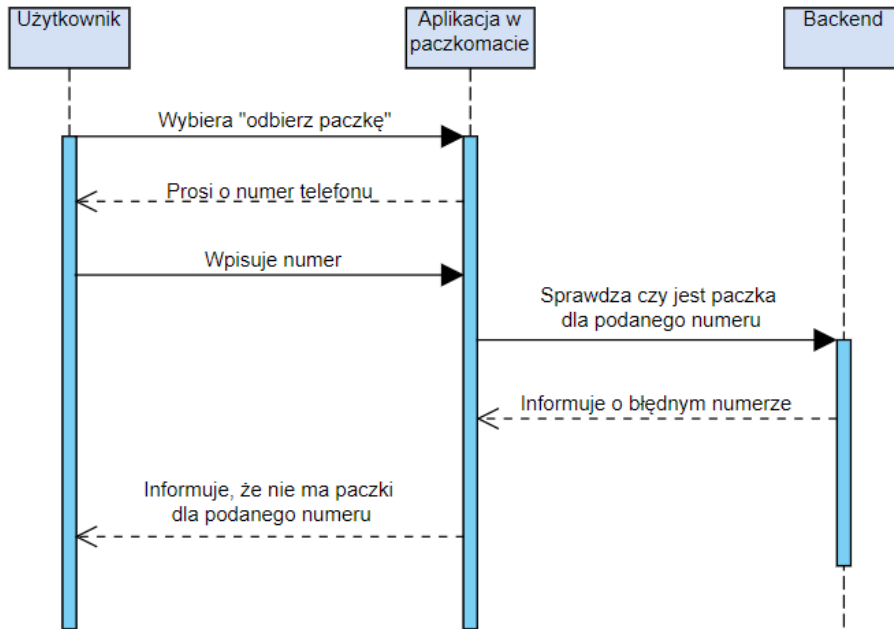 Użytkownik
Aplikacja w
paczkomacie
Backend
Wybiera "odbierz paczkę"
Prosi o numer telefonu
Wpisuje numer
Sprawdza czy jest paczka
dla podanego numeru
Informuje o błędnym numerze
Informuje, że nie ma paczki
dla podanego numeru